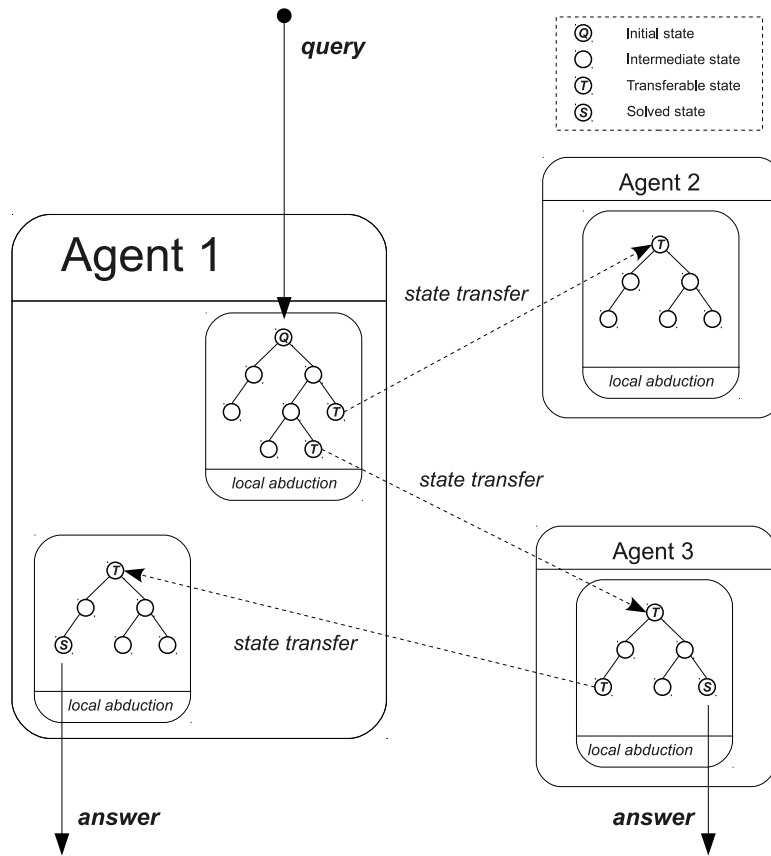 query
Q Initial state
Intermediate state
T Transferable state
S Solved state
Agent 2
T
local abduction
Agent 1
state transfer
Q
T
T
local abduction
state transfer
Agent 3
T
T
S
local abduction
T
S
local abduction
state transfer
answer
answer